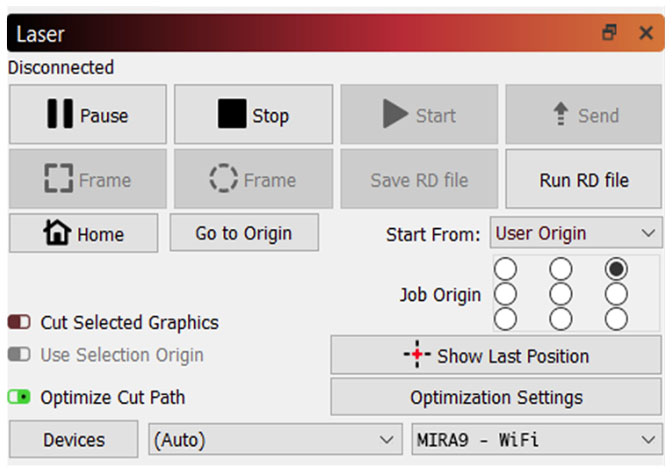 Laser
Disconnected
Pause Stop Start Send
Frame Frame Save RD file Run RD file
Home Go to Origin Start From: User Origin
Job Origin
Cut Selected Graphics
Use Selection Origin Show Last Position
Optimize Cut Path Optimization Settings
Devices (Auto) MIRA9 - WiFi